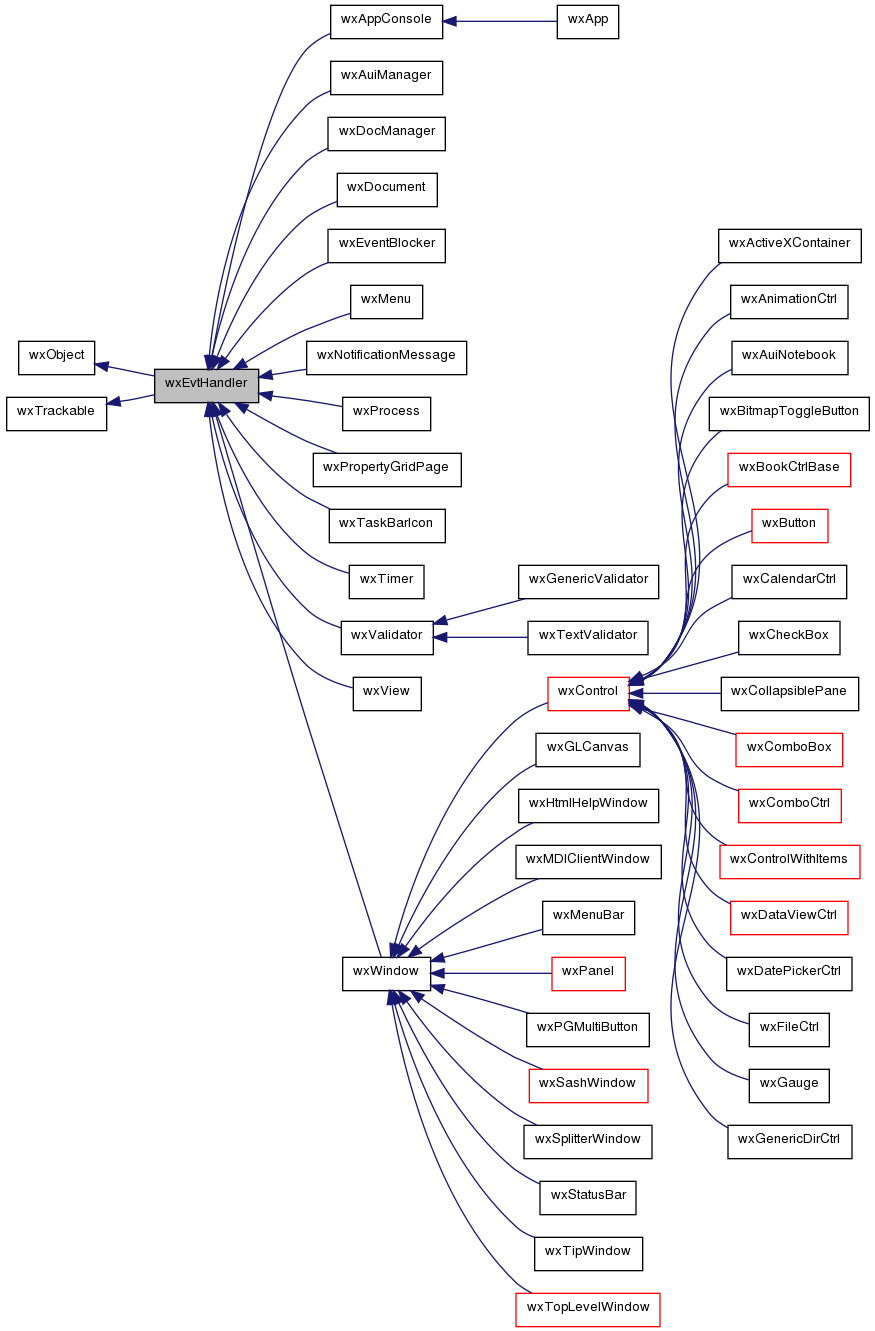 wxObject
wxTrackable
wxEvtHandler
wxAppConsole
wxApp
wxAuiManager
wxDocManager
wxDocument
wxEventBlocker
wxMenu
wxNotificationMessage
wxProcess
wxPropertyGridPage
wxTaskBarIcon
wxTimer
wxValidator
wxView
wxWindow
wxGenericValidator
wxTextValidator
wxControl
wxGLCanvas
wxHtmlHelpWindow
wxMDIClientWindow
wxMenuBar
wxPanel
wxPGMultiButton
wxSashWindow
wxSplitterWindow
wxStatusBar
wxTipWindow
wxTopLevelWindow
wxActiveXContainer
wxAnimationCtrl
wxAuiNotebook
wxBitmapToggleButton
wxBookCtrlBase
wxButton
wxCalendarCtrl
wxCheckBox
wxCollapsiblePane
wxComboBox
wxComboCtrl
wxControlWithItems
wxDataViewCtrl
wxDatePickerCtrl
wxFileCtrl
wxGauge
wxGenericDirCtrl